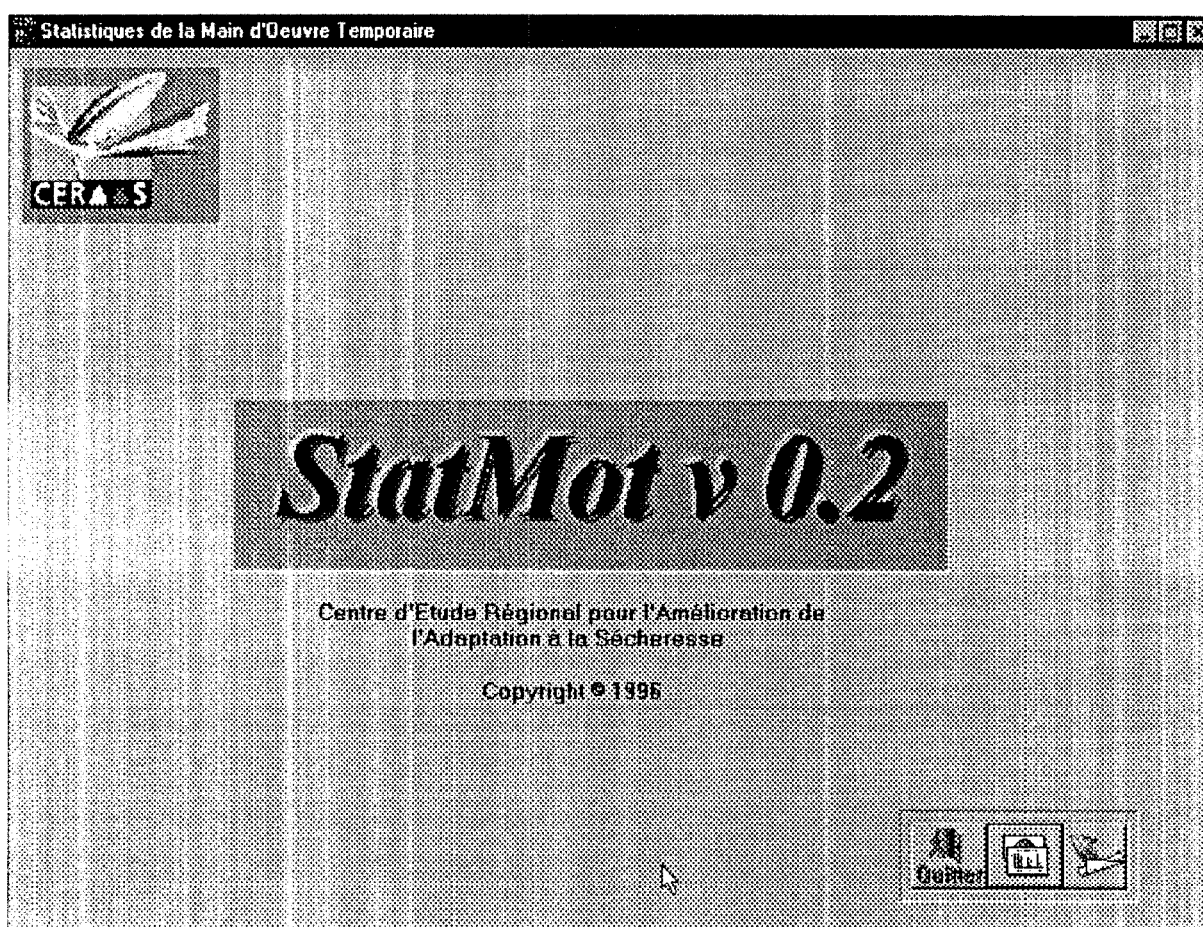 Statistiques de la Main d'Oeuvre Temporaire
CERAAS
StatMot v 0.2
Centre d'Etude Régional pour l'Amélioration de
l'Adaptation à la Sécheresse
Copyright © 1996
Quitter